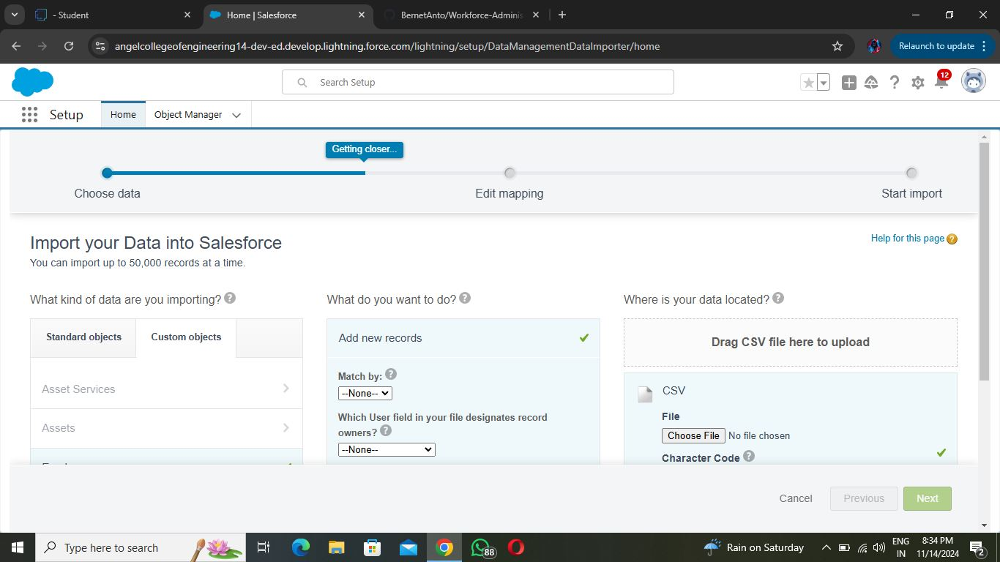 - Student
Home | Salesforce
BernetAnto/Workforce-Adminis
angelcollegeofengineering14-dev-ed.develop.lightning.force.com/lightning/setup/DataManagementDataImporter/home
Relaunch to update
Search Setup
12
Setup
Home
Object Manager
Getting closer...
Choose data
Edit mapping
Start import
Import your Data into Salesforce
Help for this page ?
You can import up to 50,000 records at a time.
What kind of data are you importing? ?
What do you want to do? ?
Where is your data located? ?
Standard objects
Custom objects
Asset Services
Assets
Add new records
Match by: ?
--None--
Which User field in your file designates record
owners? ?
--None--
Drag CSV file here to upload
CSV
File
Choose File No file chosen
Character Code ?
Cancel
Previous
Next
Type here to search
88
Rain on Saturday
ENG
IN
8:34 PM
11/14/2024
2